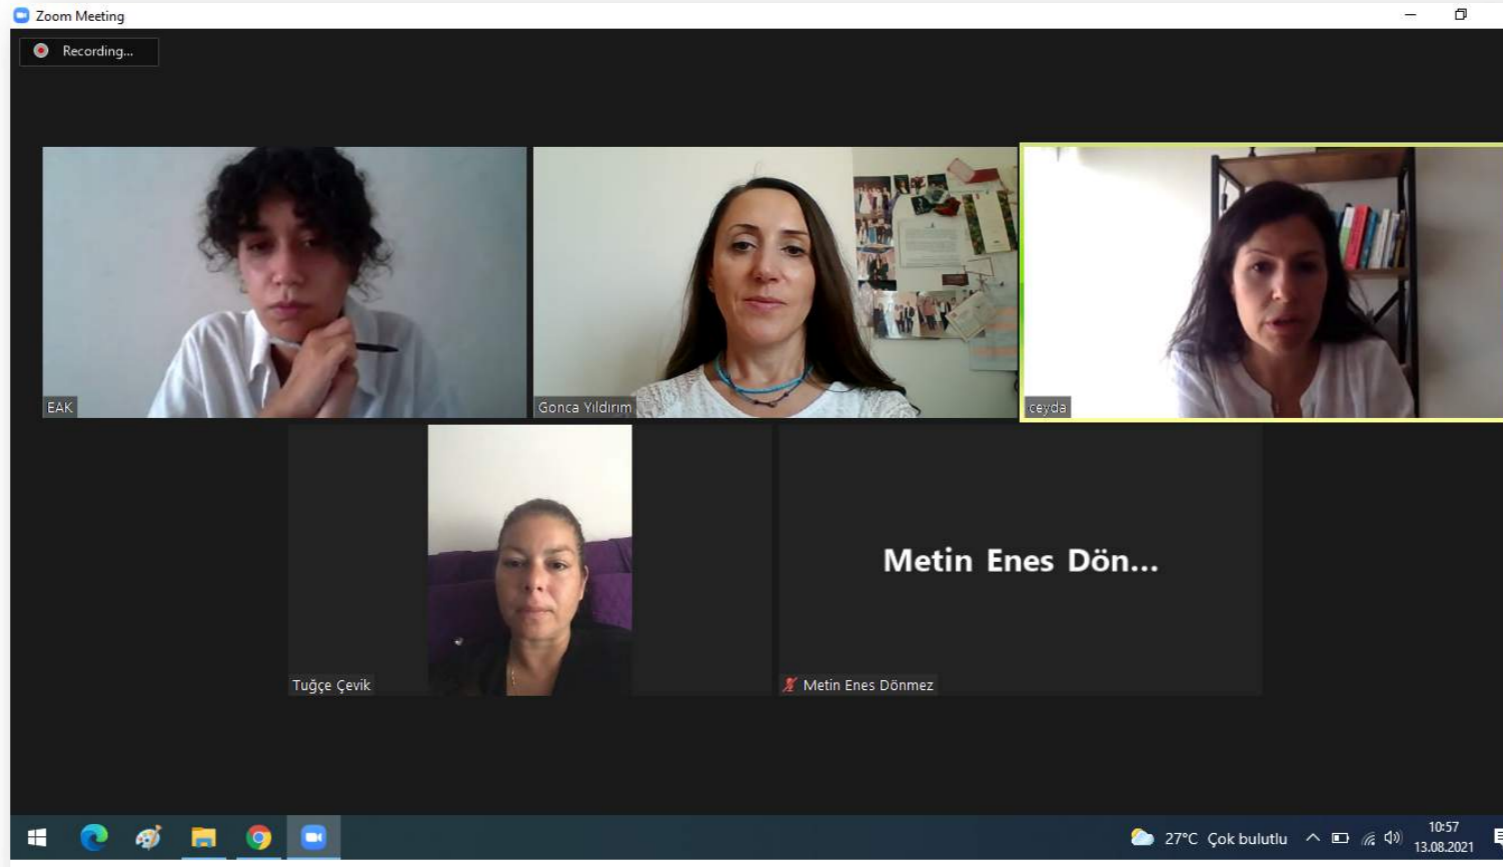 Zoom Meeting
Recording...
EAK
Gonca Yıldırım
ceyda
Metin Enes Dön...
Tuğçe Çevik
Metin Enes Dönmez
27°C Çok bulutlu
10:57
13.08.2021